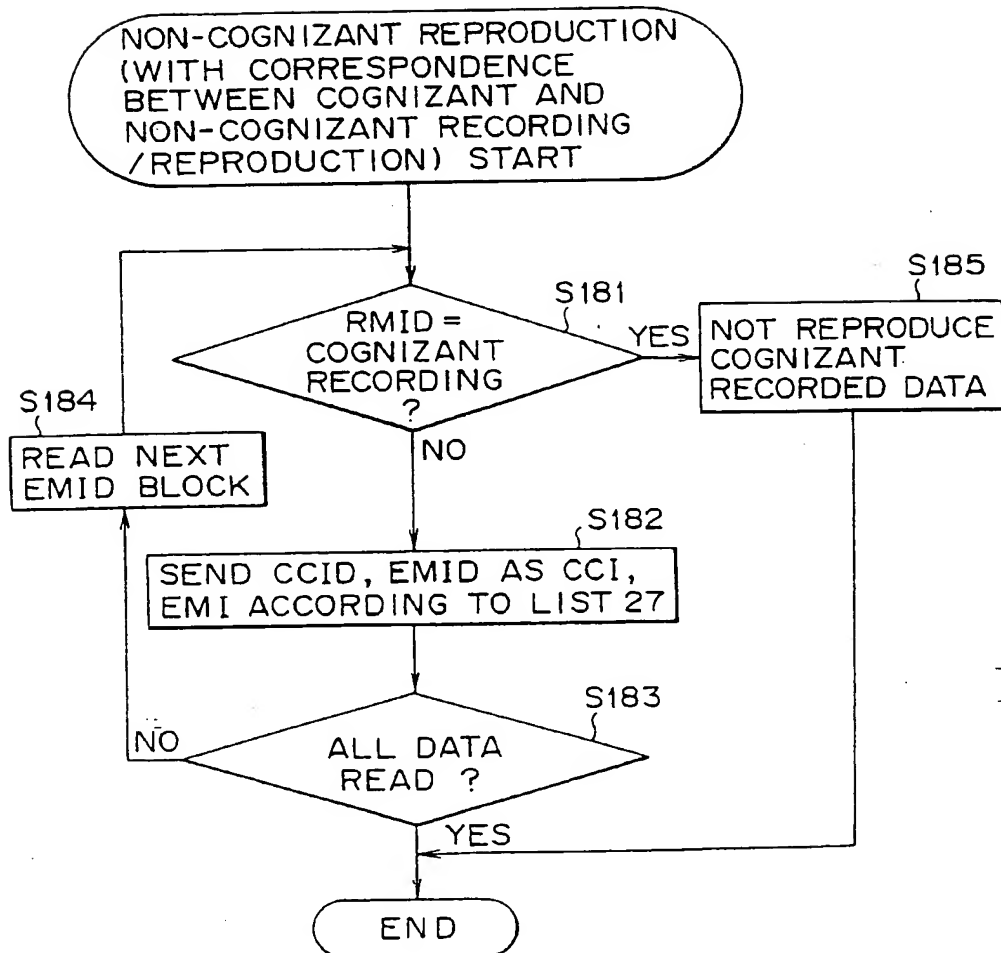 NON-COGNIZANT REPRODUCTION
(WITH CORRESPONDENCE
BETWEEN COGNIZANT AND
NON-COGNIZANT RECORDING
/REPRODUCTION) START
S181
RMID =
COGNIZANT
RECORDING
?
YES
S185
NOT REPRODUCE
COGNIZANT
RECORDED DATA
NO
S184
READ NEXT
EMID BLOCK
S182
SEND CCID, EMID AS CCI,
EMI ACCORDING TO LIST 27
S183
ALL DATA
READ ?
NO
YES
END